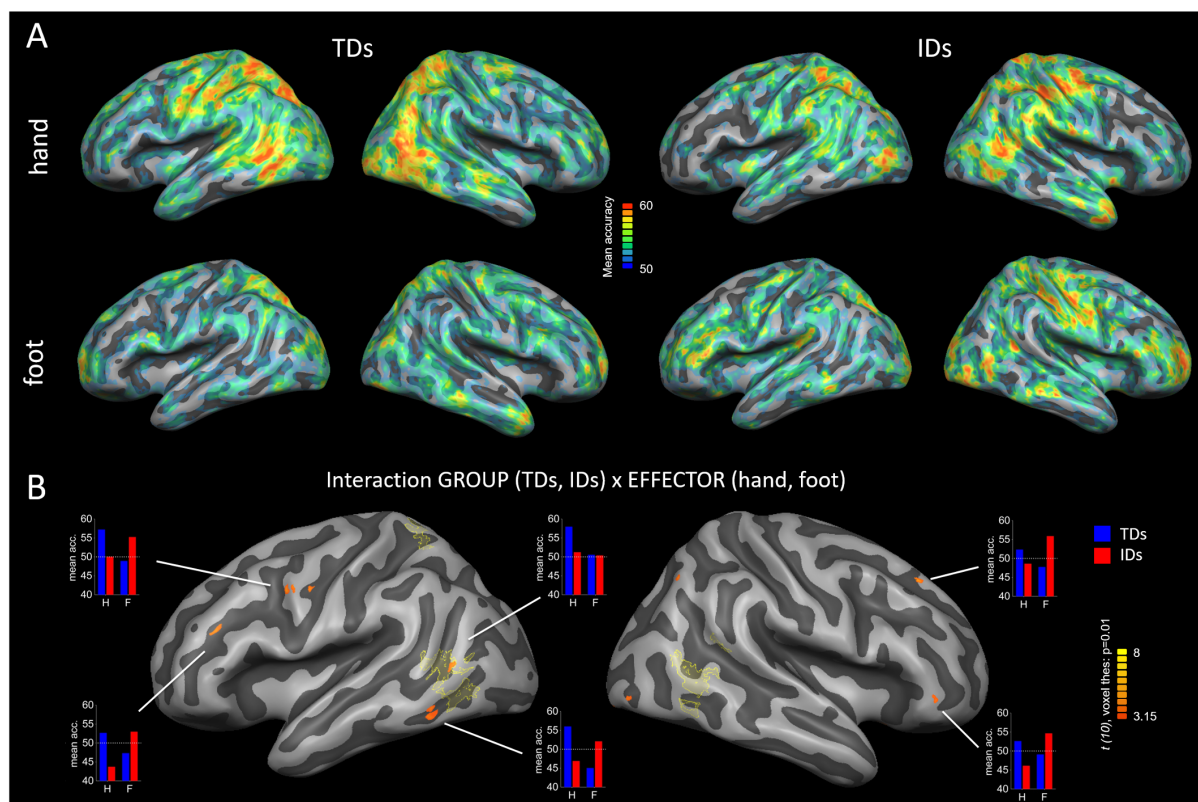 A
TDs
IDs
hand
60
Mean accuracy
50
foot
B
Interaction GROUP (TDs, IDs) x EFFECTOR (hand, foot)
60
55
50
45
40
mean acc.
H F
60
55
50
45
40
mean acc.
H F
60
55
50
45
40
mean acc.
H F
TDs
IDs
60
55
50
45
40
mean acc.
H F
60
55
50
45
40
mean acc.
H F
60
55
50
45
40
mean acc.
H F
8
t (10), voxel thes: p=0.01
3.15